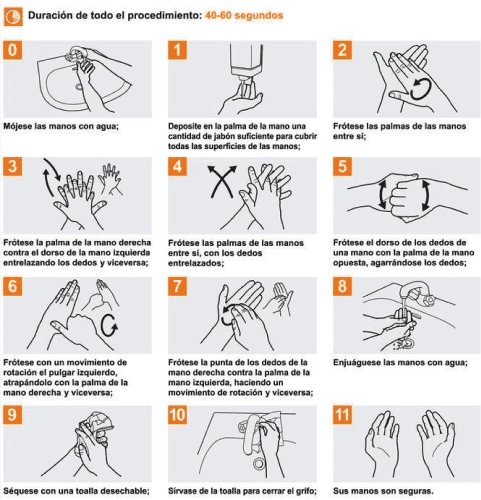 Duración de todo el procedimiento: 40-60 segundos
0
Mójese las manos con agua;
1
Deposite en la palma de la mano una
cantidad de jabón suficiente para cubrir
todas las superficies de las manos;
2
Frótese las palmas de las manos
entre sí;
3
Frótese la palma de la mano derecha
contra el dorso de la mano izquierda
entrelazando los dedos y viceversa;
4
Frótese las palmas de las manos
entre sí, con los dedos
entrelazados;
5
Frótese el dorso de los dedos de
una mano con la palma de la mano
opuesta, agarrándose los dedos;
6
Frótese con un movimiento de
rotación el pulgar izquierdo,
atrapándolo con la palma de la
mano derecha y viceversa;
7
Frótese la punta de los dedos de la
mano derecha contra la palma de la
mano izquierda, haciendo un
movimiento de rotación y viceversa;
8
Enjuáguese las manos con agua;
9
Séquese con una toalla desechable;
10
Sírvase de la toalla para cerrar el grifo;
11
Sus manos son seguras.